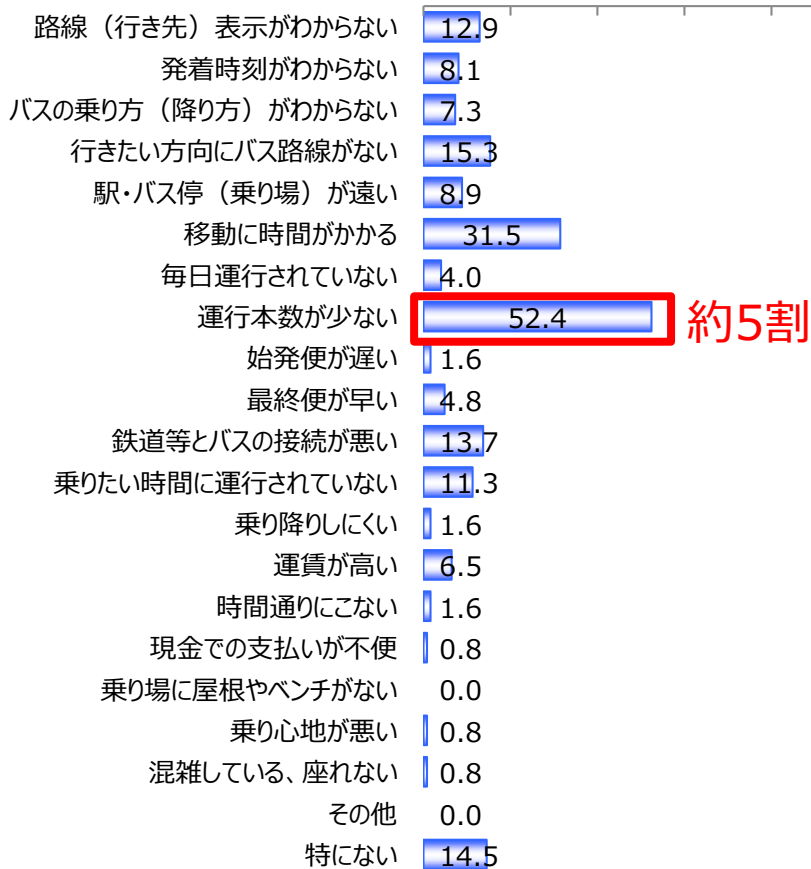 路線（行き先）表示がわからない 12.9
発着時刻がわからない 8.1
バスの乗り方（降り方）がわからない 7.3
行きたい方向にバス路線がない 15.3
駅・バス停（乗り場）が遠い 8.9
移動に時間がかかる 31.5
毎日運行されていない 4.0
運行本数が少ない 52.4 約5割
始発便が遅い 1.6
最終便が早い 4.8
鉄道等とバスの接続が悪い 13.7
乗りたい時間に運行されていない 11.3
乗り降りしにくい 1.6
運賃が高い 6.5
時間通りにこない 1.6
現金での支払いが不便 0.8
乗り場に屋根やベンチがない 0.0
乗り心地が悪い 0.8
混雑している、座れない 0.8
その他 0.0
特にない 14.5